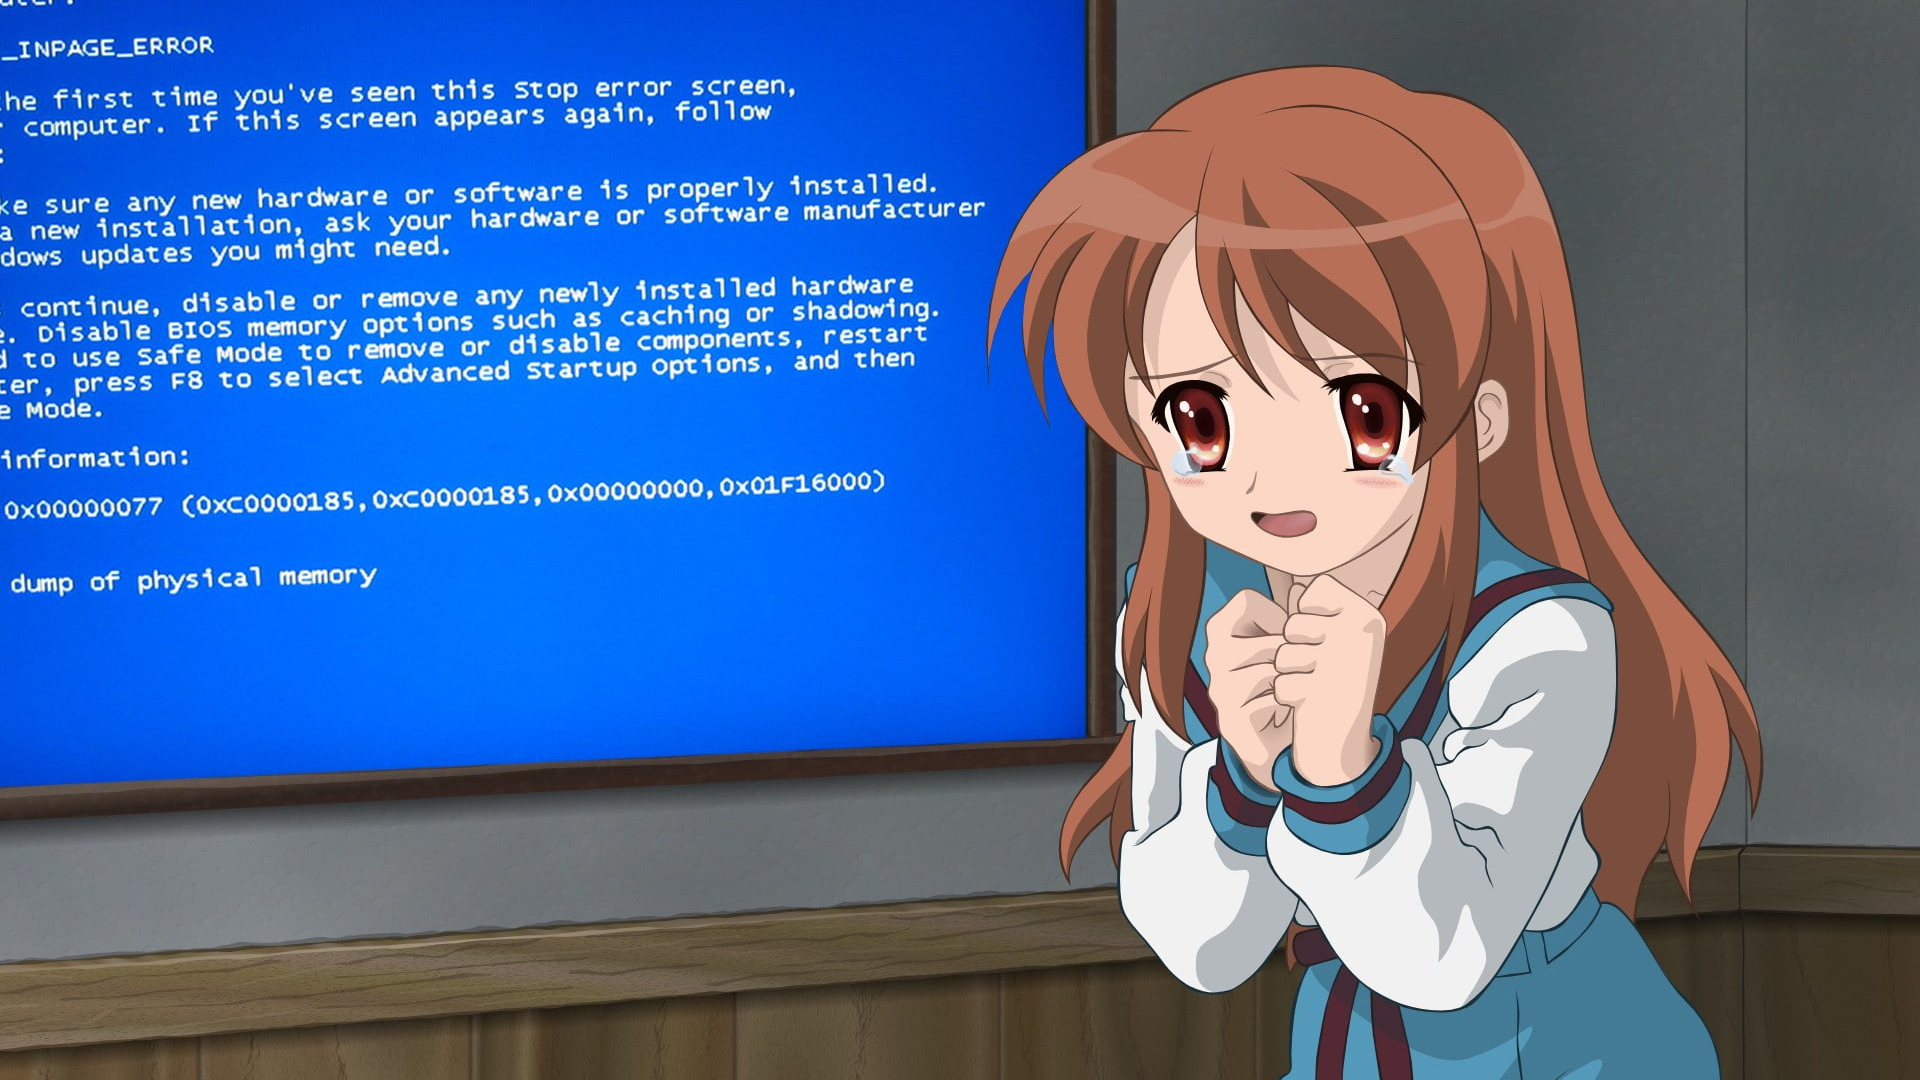 _INPAGE_ERROR
the first time you've seen this Stop error screen,
computer. If this screen appears again, follow
:
ke sure any new hardware or software is properly installed.
a new installation, ask your hardware or software manufacturer
dows updates you might need.
continue, disable or remove any newly installed hardware
e. Disable BIOS memory options such as caching or shadowing.
d to use Safe Mode to remove or disable components, restart
ter, press F8 to select Advanced Startup Options, and then
e Mode.
information:
0x00000077 (0xC0000185,0xC0000185,0x00000000,0x01F16000)
dump of physical memory